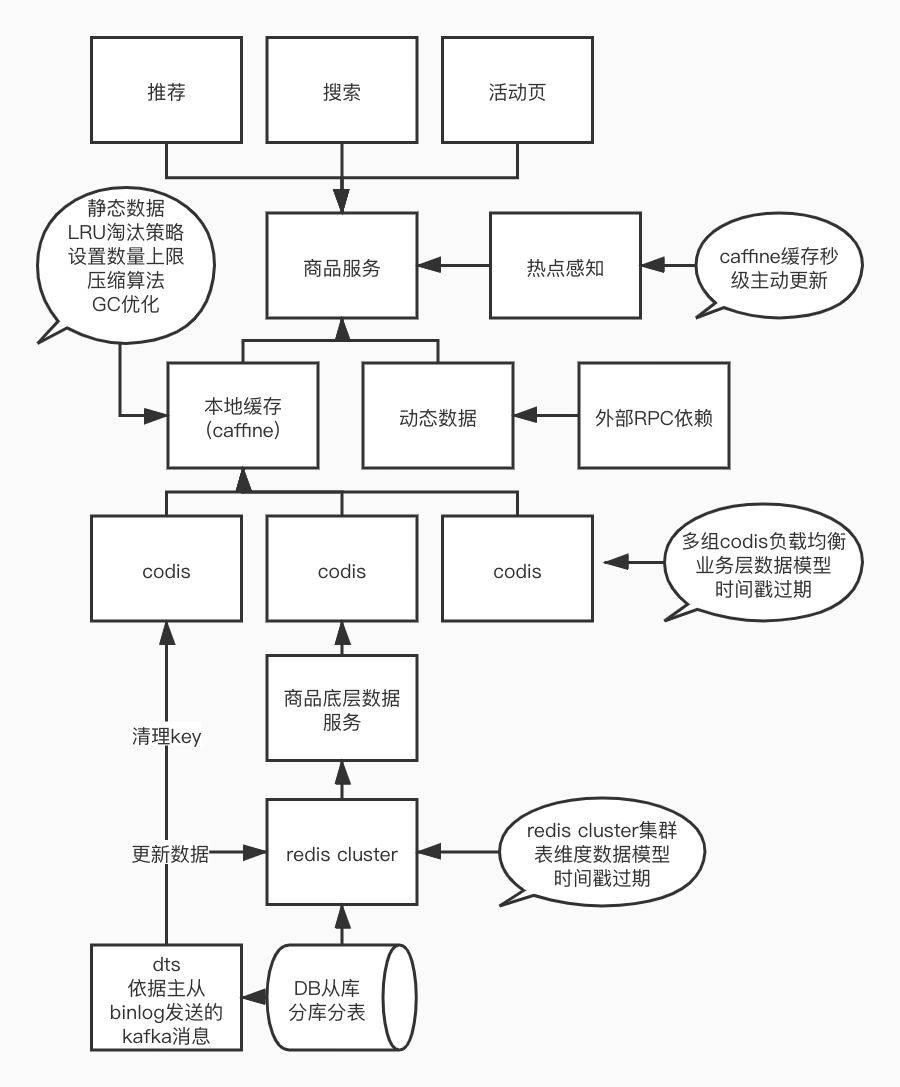 推荐
搜索
活动页
静态数据
LRU淘汰策略
设置数量上限
压缩算法
GC优化
商品服务
热点感知
caffine缓存秒
级主动更新
本地缓存
(caffine)
动态数据
外部RPC依赖
codis
codis
codis
多组codis负载均衡
业务层数据模型
时间戳过期
商品底层数据
服务
清理key
更新数据
redis cluster
redis cluster集群
表维度数据模型
时间戳过期
dts
依据主从
binlog发送的
kafka消息
DB从库
分库分表